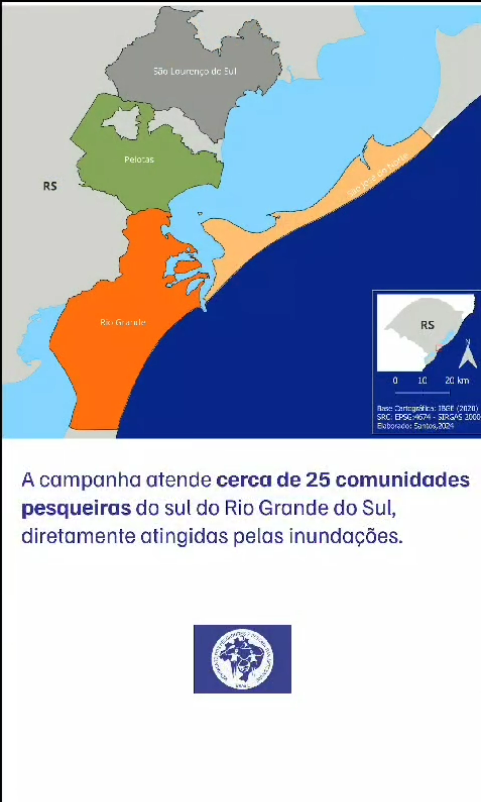 São Lourenço do Sul
Pelotas
RS
São José do Norte
Rio Grande
RS
N
0 10 20 km
Base Cartográfica: IBGE (2020)
SRC: EPSG:4674 - SIRGAS 2000
Elaborado: Santos,2024
A campanha atende cerca de 25 comunidades
pesqueiras do sul do Rio Grande do Sul,
diretamente atingidas pelas inundações.